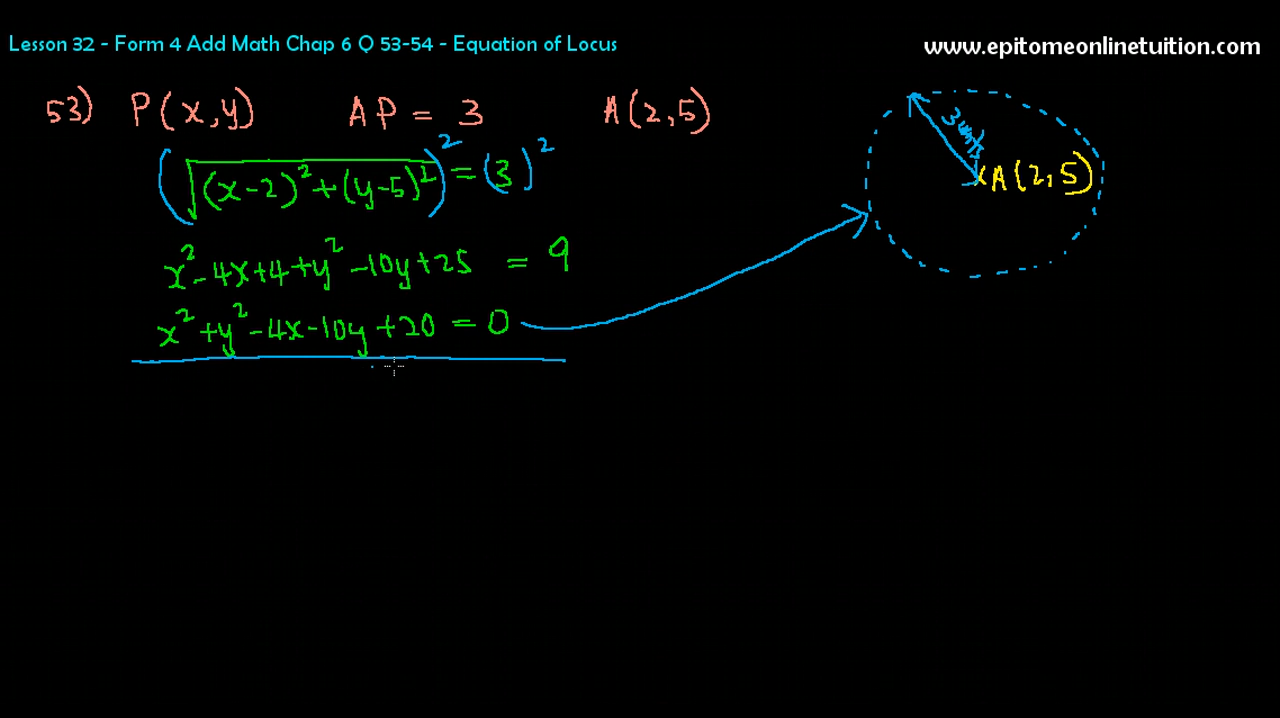 Lesson 32 - Form 4 Add Math Chap 6 Q 53-54 - Equation of Locus
www.epitomeonlinetuition.com
53) P(x,y) AP = 3 A(2,5)
(√((x-2)²+(y-5)²))² = (3)²
3 units
×A(2,5)
x²-4x+4+y²-10y+25 = 9
x²+y²-4x-10y+20 = 0